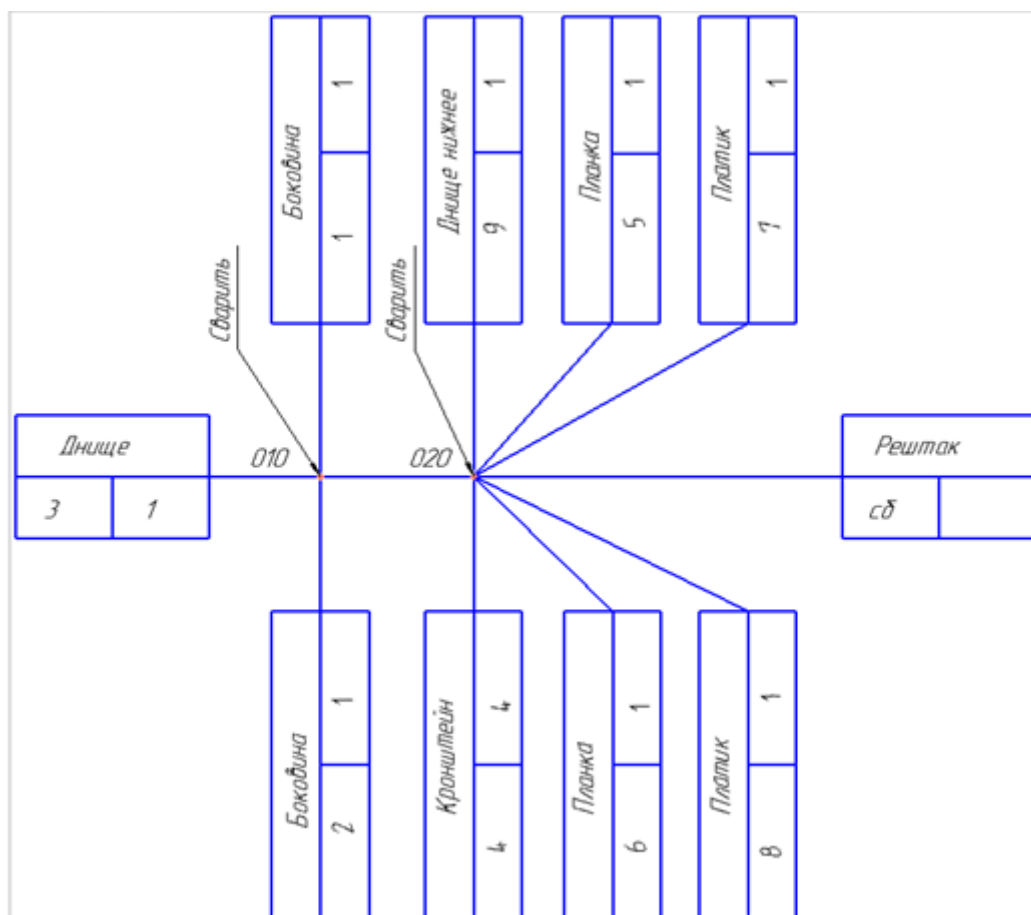 Боковина
1
1
Днище нижнее
9
1
Планка
5
1
Платик
7
1
Сварить
Сварить
Днище
3
1
010
020
Рештак
сб
Боковина
2
1
Кронштейн
4
4
Планка
6
1
Платик
8
1